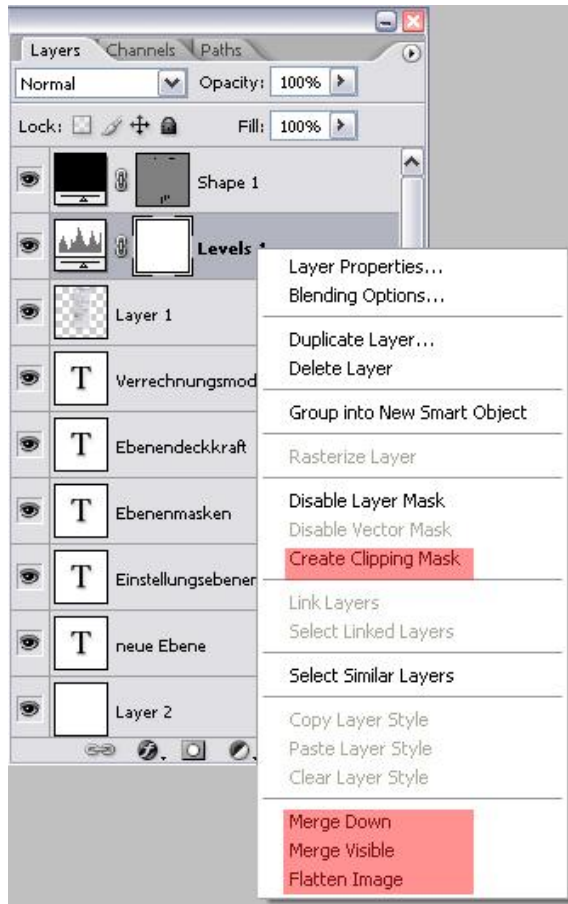 Layers Channels Paths
Normal Opacity: 100%
Lock: Fill: 100%
Shape 1
Levels 1
Layer 1
T Verrechnungsmod
T Ebenendeckkraft
T Ebenenmasken
T Einstellungsebenen
T neue Ebene
Layer 2
Layer Properties...
Blending Options...
Duplicate Layer...
Delete Layer
Group into New Smart Object
Rasterize Layer
Disable Layer Mask
Disable Vector Mask
Create Clipping Mask
Link Layers
Select Linked Layers
Select Similar Layers
Copy Layer Style
Paste Layer Style
Clear Layer Style
Merge Down
Merge Visible
Flatten Image